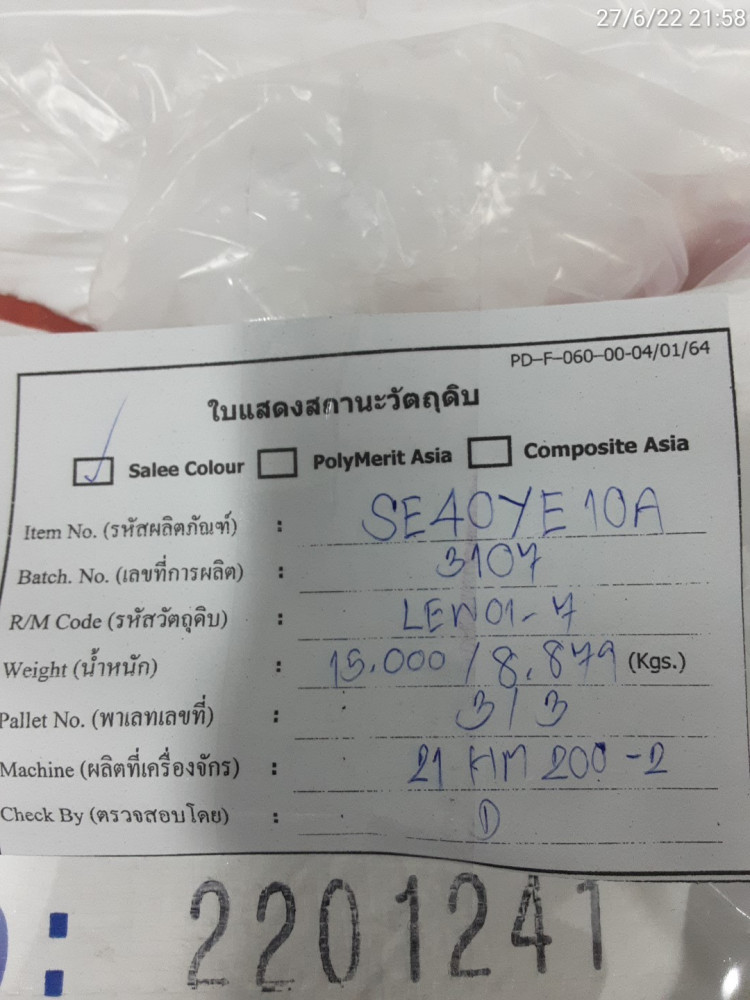 27/6/22 21:58
PD-F-060-00-04/01/64
ใบแสดงสถานะวัตถุดิบ
Salee Colour PolyMerit Asia Composite Asia
Item No. (รหัสผลิตภัณฑ์) : SE40YE10A
Batch. No. (เลขที่การผลิต) : 3107
R/M Code (รหัสวัตถุดิบ) : LEW01-7
Weight (น้ำหนัก) : 15.000 / 8.879 (Kgs.)
Pallet No. (พาเลทเลขที่) : 3/3
Machine (ผลิตที่เครื่องจักร) : 21 HM 200-2
Check By (ตรวจสอบโดย) :
: 2201241